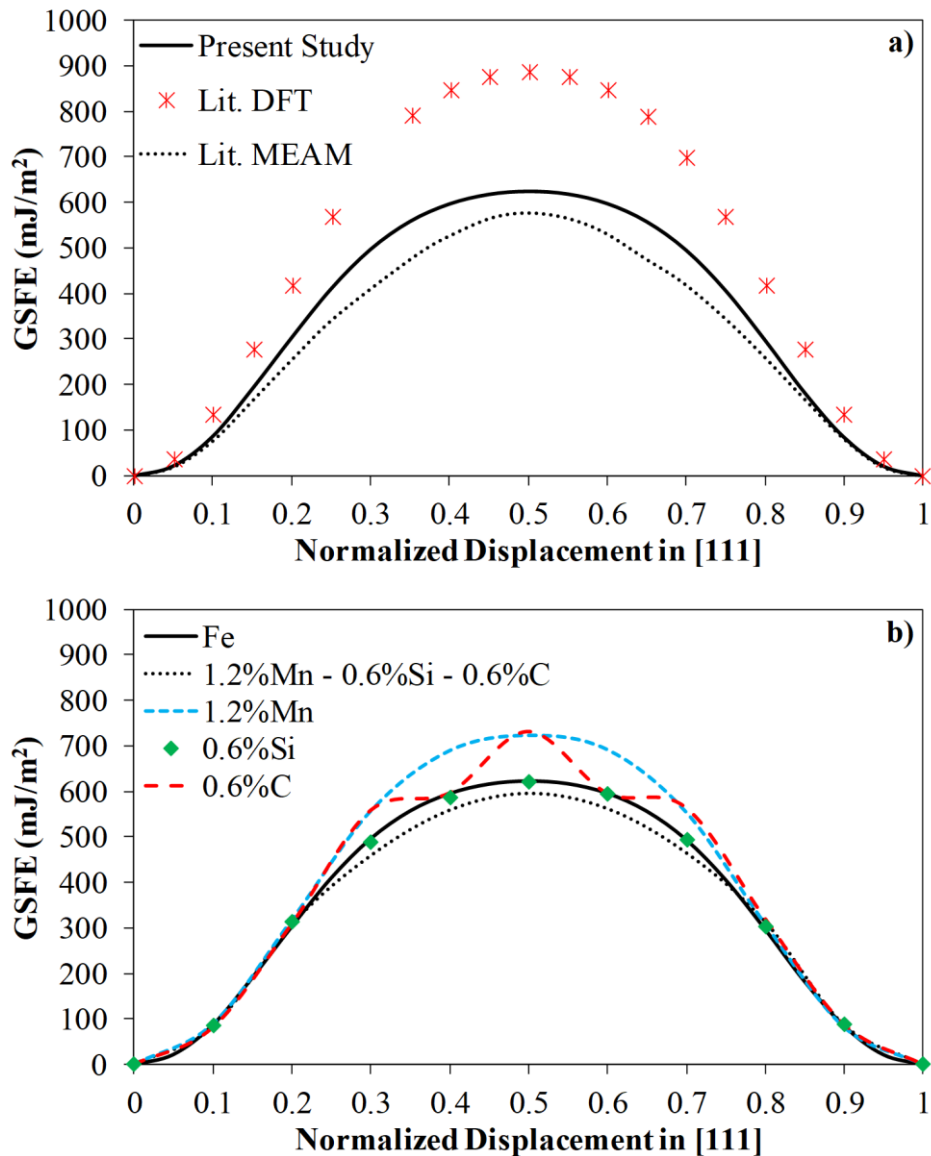 a)
1000
900
800
700
600
500
400
300
200
100
0
GSFE (mJ/m²)
Present Study
Lit. DFT
Lit. MEAM
0 0.1 0.2 0.3 0.4 0.5 0.6 0.7 0.8 0.9 1
Normalized Displacement in [111]
b)
1000
900
800
700
600
500
400
300
200
100
0
GSFE (mJ/m²)
Fe
1.2%Mn - 0.6%Si - 0.6%C
1.2%Mn
0.6%Si
0.6%C
0 0.1 0.2 0.3 0.4 0.5 0.6 0.7 0.8 0.9 1
Normalized Displacement in [111]